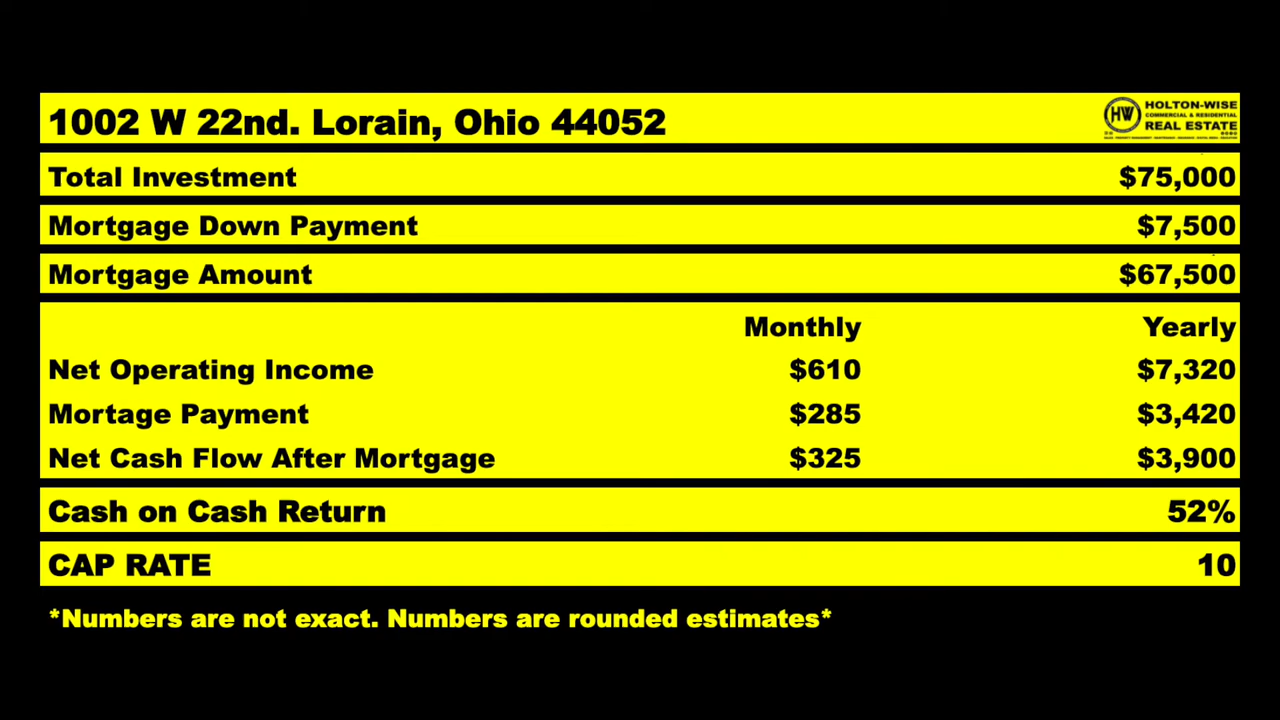 1002 W 22nd. Lorain, Ohio 44052
HOLTON-WISE
COMMERCIAL & RESIDENTIAL
REAL ESTATE
Total Investment $75,000
Mortgage Down Payment $7,500
Mortgage Amount $67,500
Monthly Yearly
Net Operating Income $610 $7,320
Mortage Payment $285 $3,420
Net Cash Flow After Mortgage $325 $3,900
Cash on Cash Return 52%
CAP RATE 10
*Numbers are not exact. Numbers are rounded estimates*